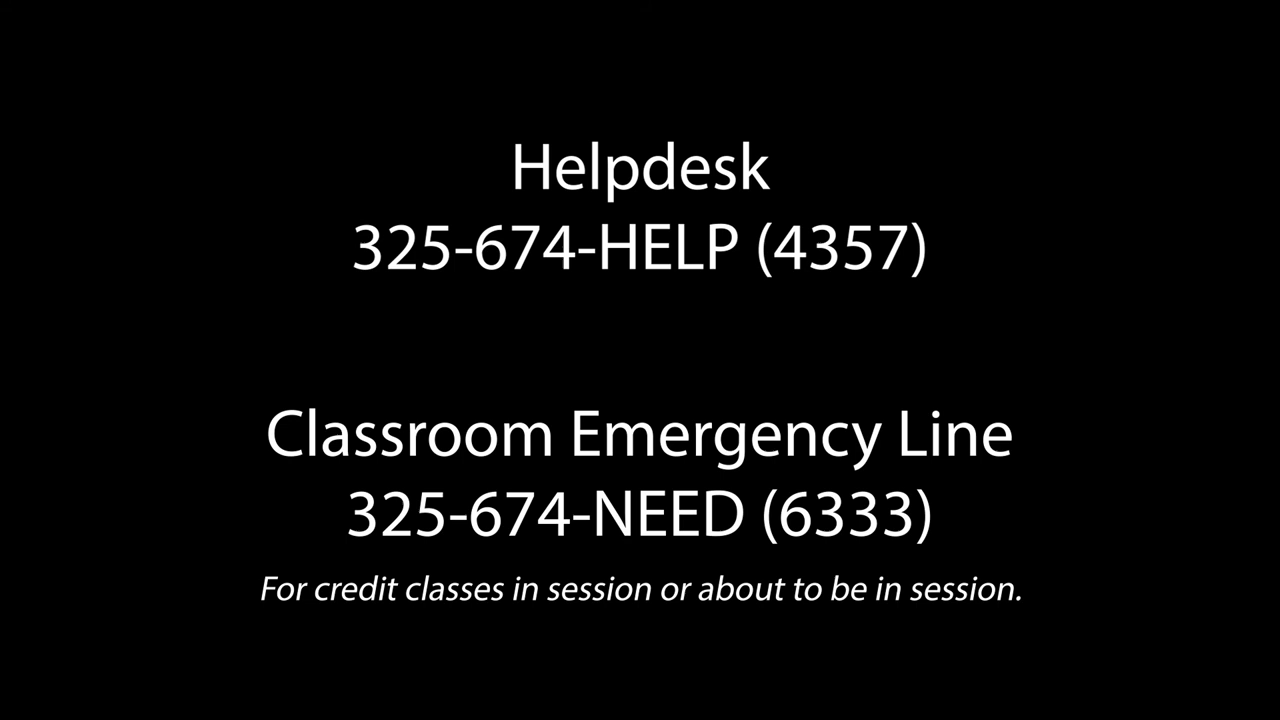 Helpdesk
325-674-HELP (4357)
Classroom Emergency Line
325-674-NEED (6333)
For credit classes in session or about to be in session.